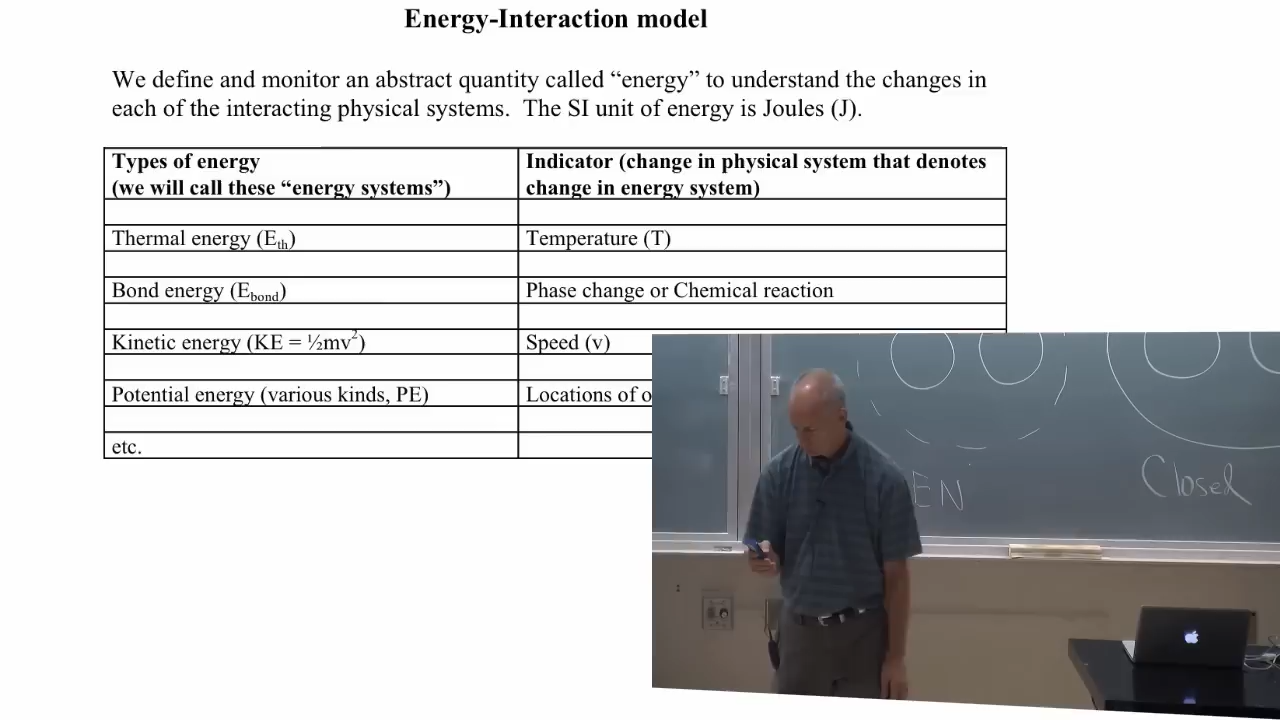 Energy-Interaction model
We define and monitor an abstract quantity called “energy” to understand the changes in
each of the interacting physical systems.  The SI unit of energy is Joules (J).
Types of energy
(we will call these “energy systems”)
Indicator (change in physical system that denotes
change in energy system)
Thermal energy (Eth)
Temperature (T)
Bond energy (Ebond)
Phase change or Chemical reaction
Kinetic energy (KE = ½mv²)
Speed (v)
Potential energy (various kinds, PE)
Locations of o
etc.
EN
Closed